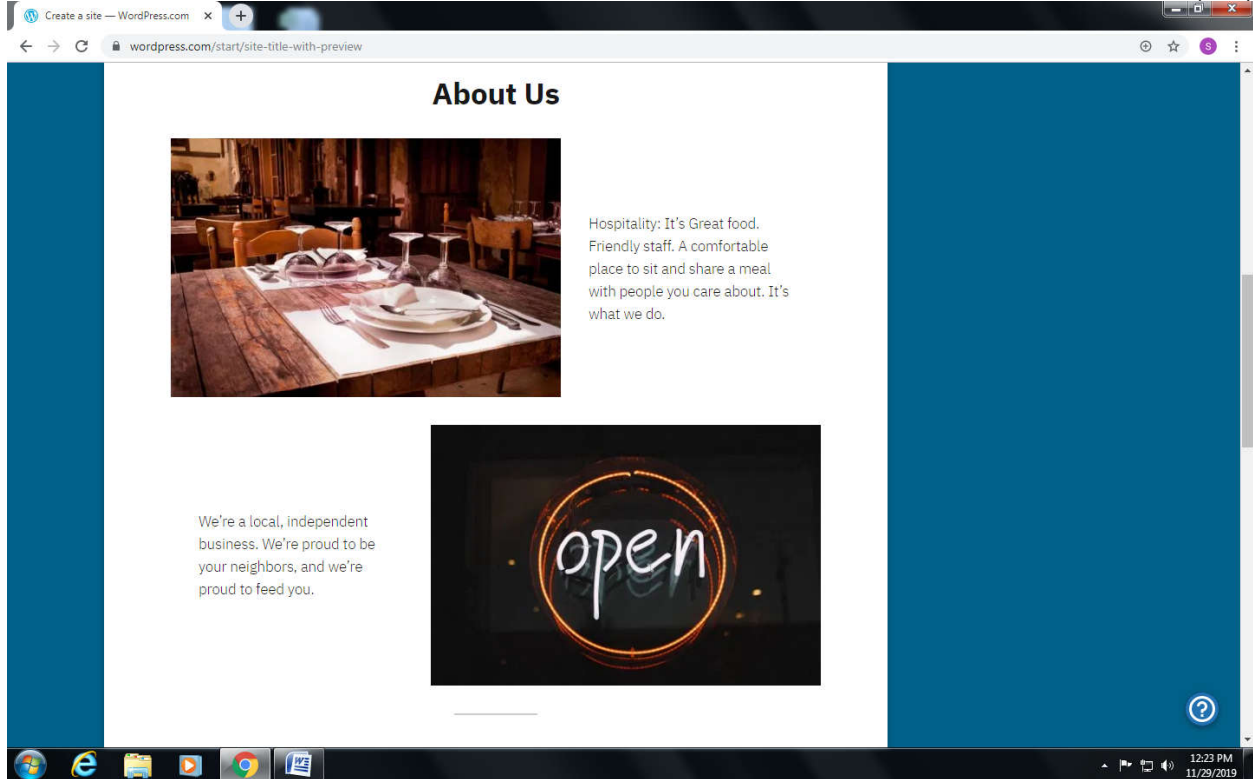 Create a site — WordPress.com
wordpress.com/start/site-title-with-preview
S
About Us
Hospitality: It's Great food.
Friendly staff. A comfortable
place to sit and share a meal
with people you care about. It's
what we do.
We're a local, independent
business. We're proud to be
your neighbors, and we're
proud to feed you.
open
?
12:23 PM
11/29/2019